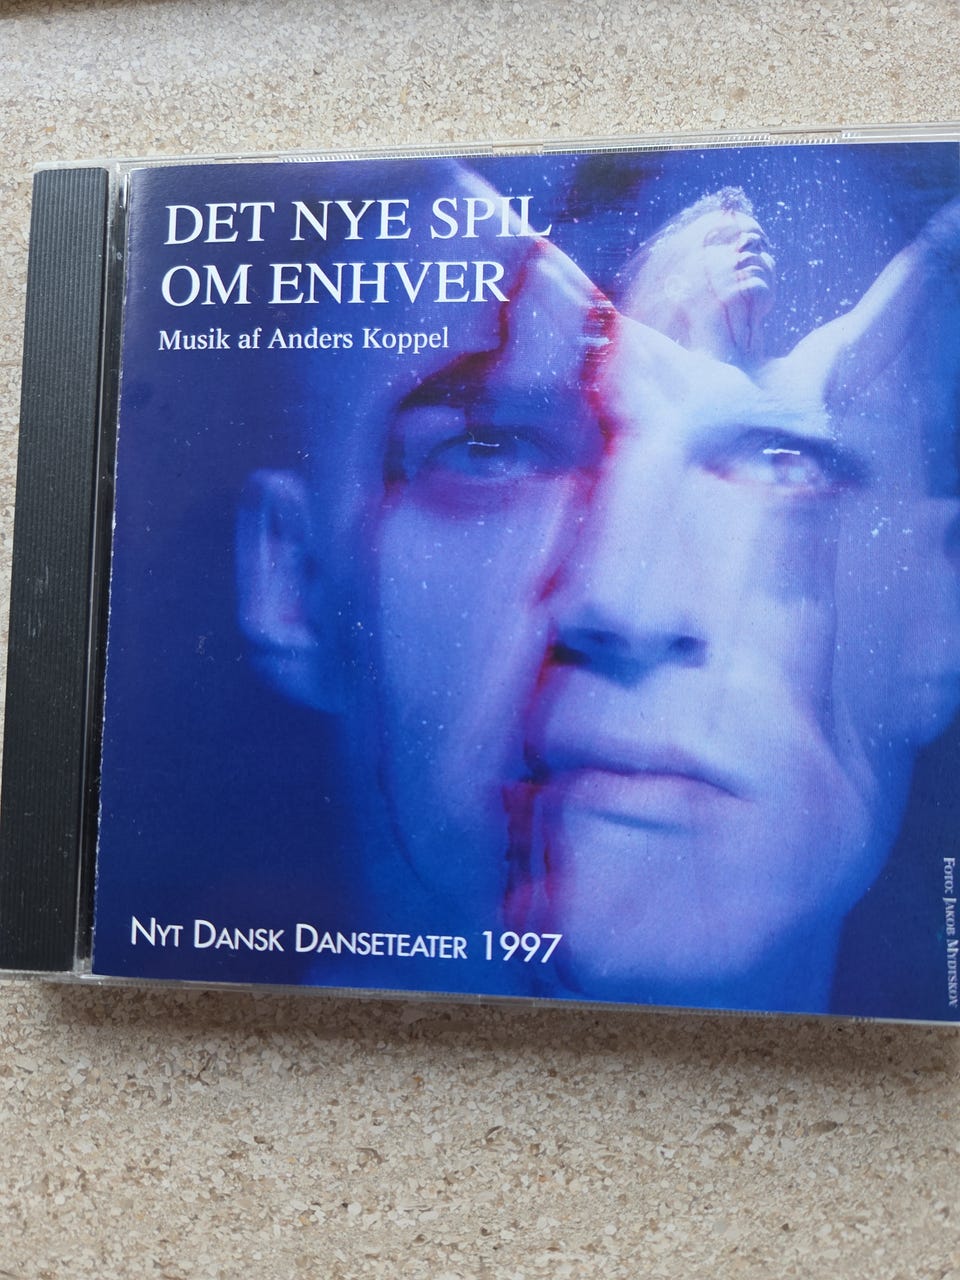 DET NYE SPIL
OM ENHVER
Musik af Anders Koppel
NYT DANSK DANSETEATER 1997
FOTO: JAKOB MYDTSKOV